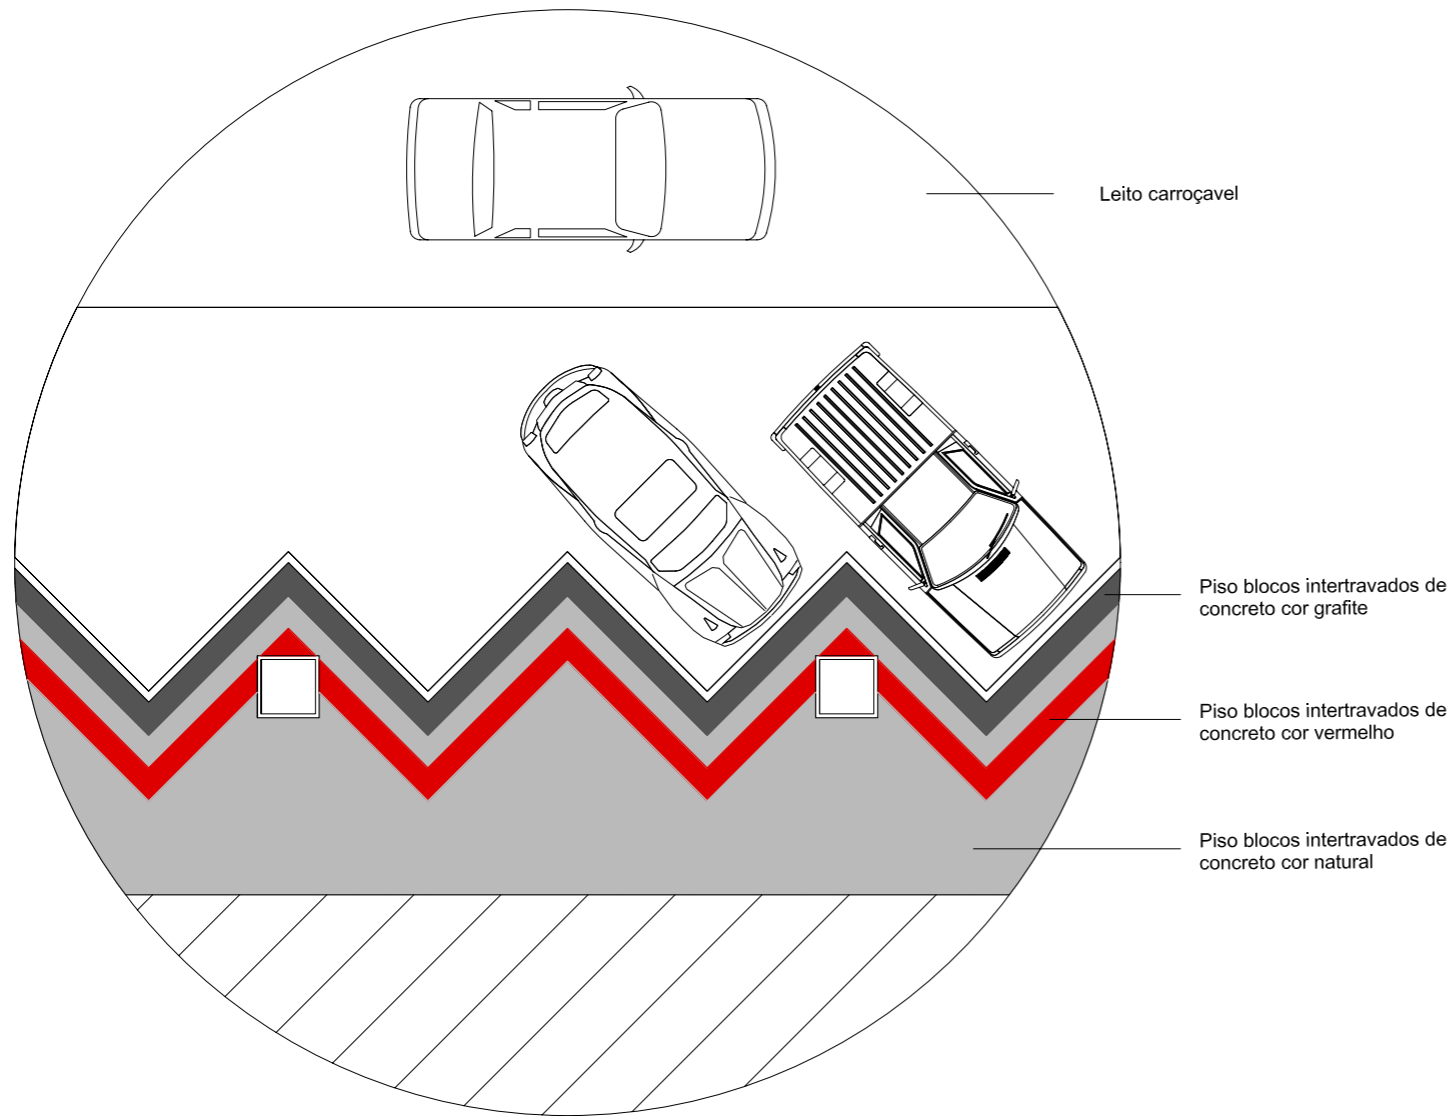 Leito carroçavel
Piso blocos intertravados de
concreto cor grafite
Piso blocos intertravados de
concreto cor vermelho
Piso blocos intertravados de
concreto cor natural